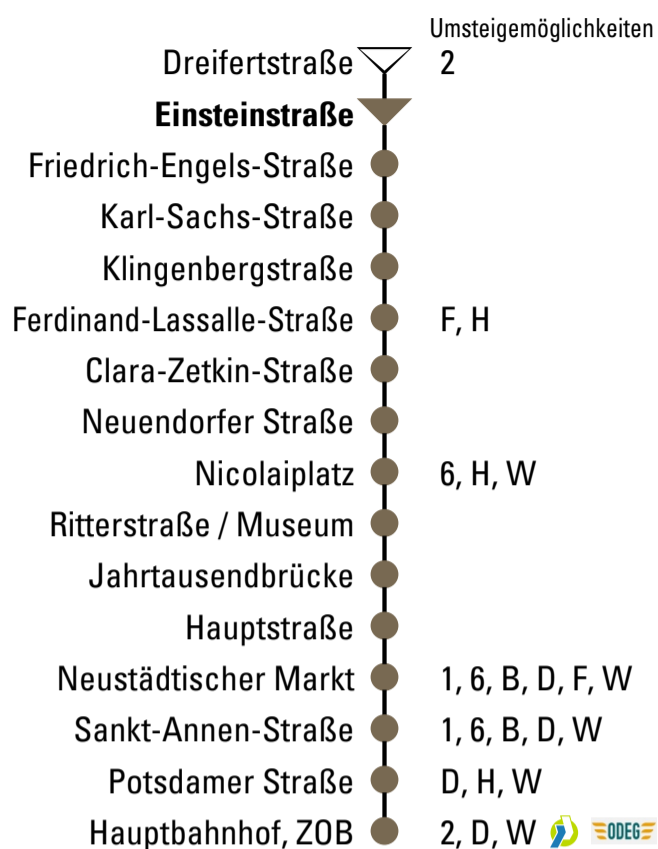 Umsteigemöglichkeiten
Dreifertstraße 2
Einsteinstraße
Friedrich-Engels-Straße
Karl-Sachs-Straße
Klingenbergstraße
Ferdinand-Lassalle-Straße F, H
Clara-Zetkin-Straße
Neuendorfer Straße
Nicolaiplatz 6, H, W
Ritterstraße / Museum
Jahrtausendbrücke
Hauptstraße
Neustädtischer Markt 1, 6, B, D, F, W
Sankt-Annen-Straße 1, 6, B, D, W
Potsdamer Straße D, H, W
Hauptbahnhof, ZOB 2, D, W ODEG